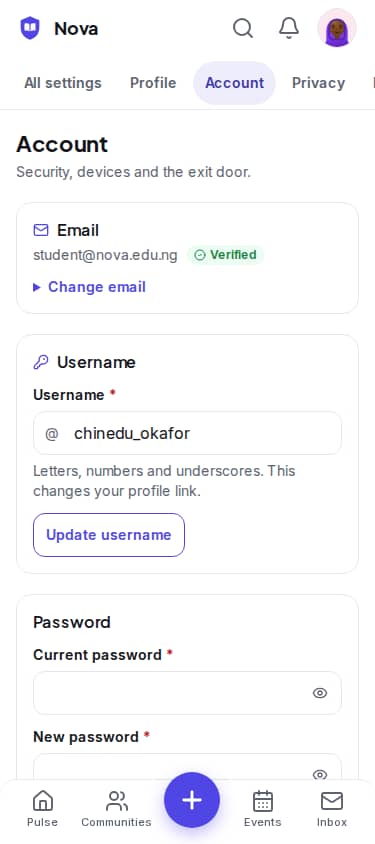 Nova
All settings Profile Account Privacy
Account
Security, devices and the exit door.
Email
student@nova.edu.ng Verified
Change email
Username
Username *
@ chinedu_okafor
Letters, numbers and underscores. This
changes your profile link.
Update username
Password
Current password *
New password *
Pulse Communities Events Inbox